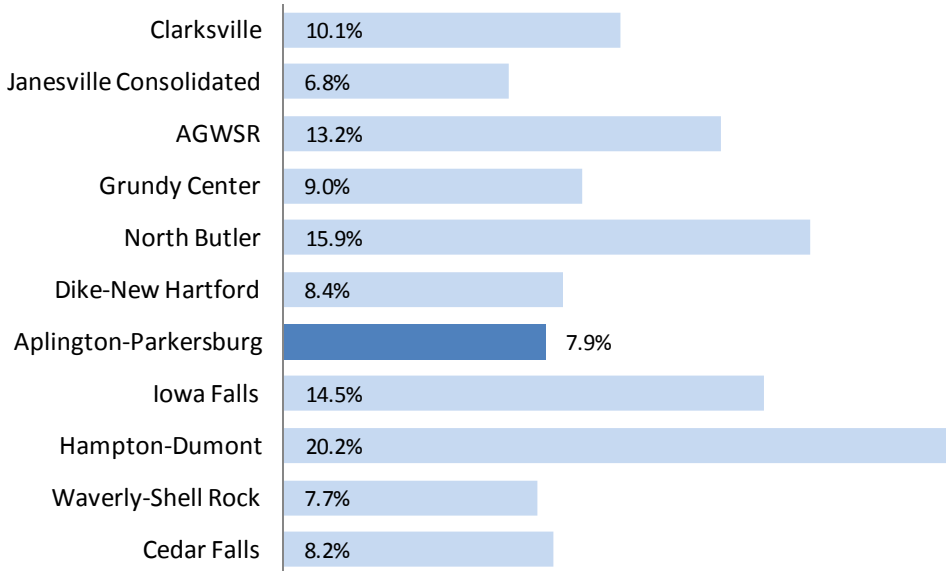 Clarksville 10.1%
Janesville Consolidated 6.8%
AGWSR 13.2%
Grundy Center 9.0%
North Butler 15.9%
Dike-New Hartford 8.4%
Aplington-Parkersburg 7.9%
Iowa Falls 14.5%
Hampton-Dumont 20.2%
Waverly-Shell Rock 7.7%
Cedar Falls 8.2%